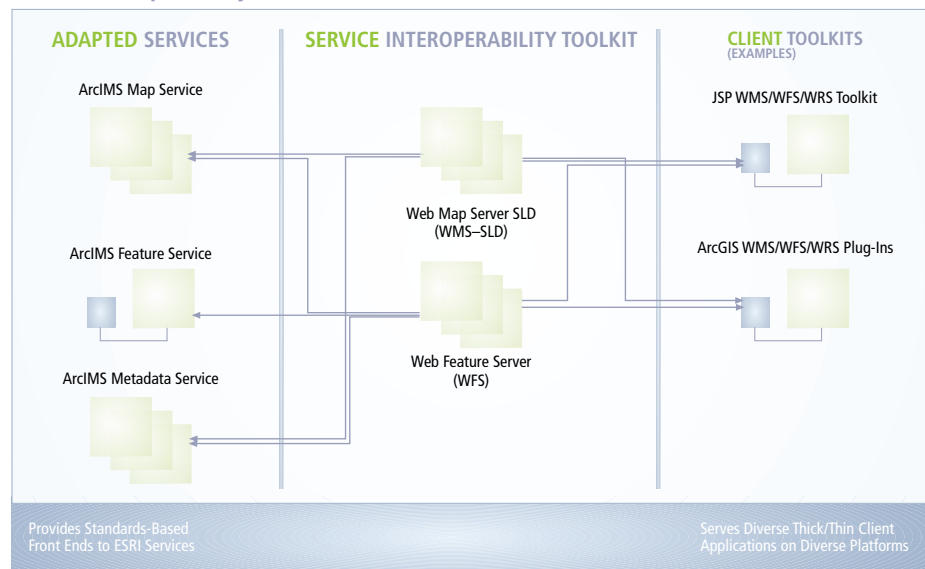 ADAPTED SERVICES
SERVICE INTEROPERABILITY TOOLKIT
CLIENT TOOLKITS
(EXAMPLES)
ArcIMS Map Service
JSP WMS/WFS/WRS Toolkit
Web Map Server SLD
(WMS–SLD)
ArcIMS Feature Service
ArcGIS WMS/WFS/WRS Plug-Ins
Web Feature Server
(WFS)
ArcIMS Metadata Service
Provides Standards-Based
Front Ends to ESRI Services
Serves Diverse Thick/Thin Client
Applications on Diverse Platforms